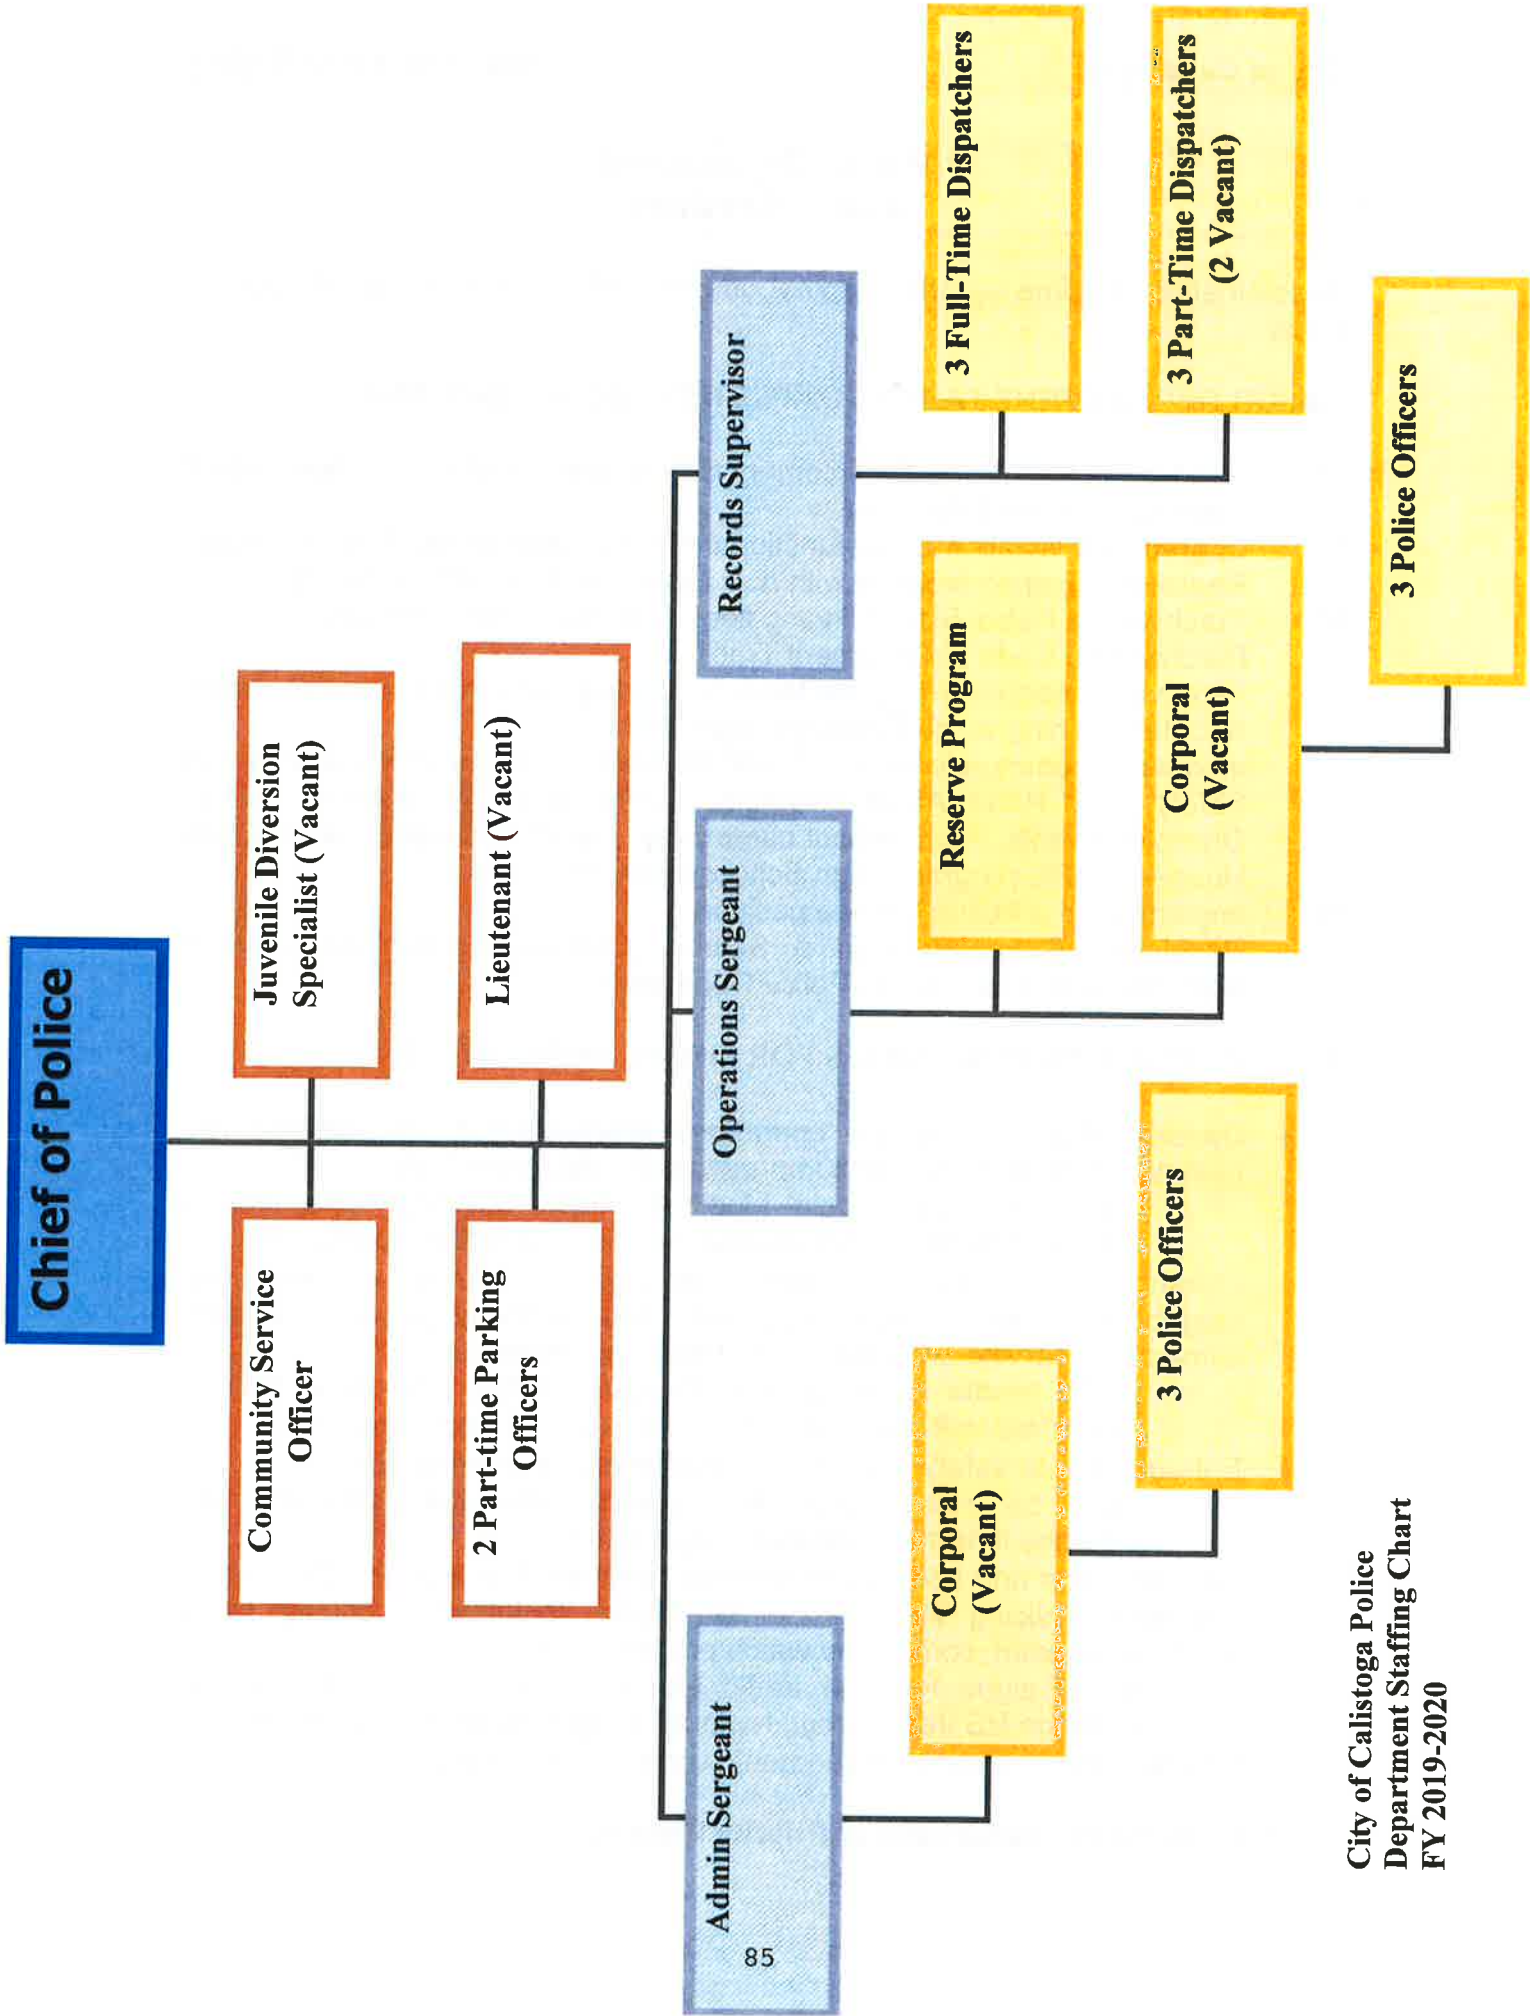 Chief of Police
Community Service
Officer
Juvenile Diversion
Specialist (Vacant)
2 Part-time Parking
Officers
Lieutenant (Vacant)
Admin Sergeant
Operations Sergeant
Records Supervisor
Corporal
(Vacant)
3 Police Officers
Reserve Program
Corporal
(Vacant)
3 Police Officers
3 Full-Time Dispatchers
3 Part-Time Dispatchers
(2 Vacant)
City of Calistoga Police
Department Staffing Chart
FY 2019-2020
85